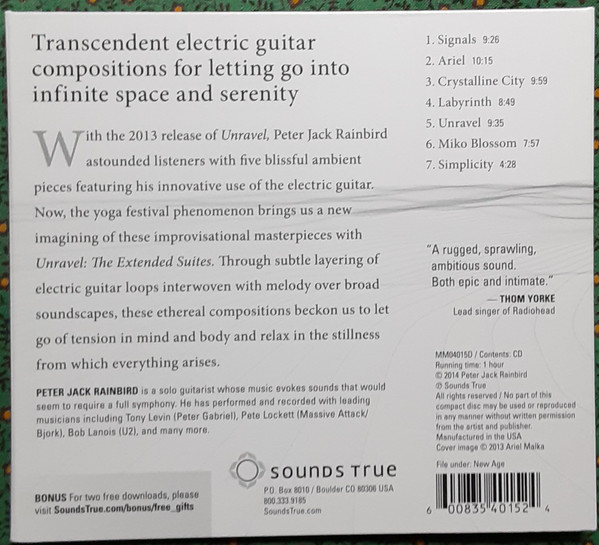 Transcendent electric guitar
compositions for letting go into
infinite space and serenity
With the 2013 release of Unravel, Peter Jack Rainbird
astounded listeners with five blissful ambient
pieces featuring his innovative use of the electric guitar.
Now, the yoga festival phenomenon brings us a new
imagining of these improvisational masterpieces with
Unravel: The Extended Suites. Through subtle layering of
electric guitar loops interwoven with melody over broad
soundscapes, these ethereal compositions beckon us to let
go of tension in mind and body and relax in the stillness
from which everything arises.
PETER JACK RAINBIRD is a solo guitarist whose music evokes sounds that would
seem to require a full symphony. He has performed and recorded with leading
musicians including Tony Levin (Peter Gabriel), Pete Lockett (Massive Attack/
Bjork), Bob Lanois (U2), and many more.
BONUS For two free downloads, please
visit SoundsTrue.com/bonus/free_gifts
SOUNDS TRUE
P.O. Box 8010 / Boulder CO 80306 USA
800.333.9185
SoundsTrue.com
1. Signals 9:26
2. Ariel 10:15
3. Crystalline City 9:59
4. Labyrinth 8:49
5. Unravel 9:35
6. Miko Blossom 7:57
7. Simplicity 4:28
"A rugged, sprawling,
ambitious sound.
Both epic and intimate."
— THOM YORKE
Lead singer of Radiohead
MM04015D / Contents: CD
Running time: 1 hour
© 2014 Peter Jack Rainbird
℗ Sounds True
All rights reserved / No part of this
compact disc may be used or reproduced
in any manner without written permission
from the artist and publisher.
Manufactured in the USA
Cover image © 2013 Ariel Malka
File under: New Age
6 00835 40152 4